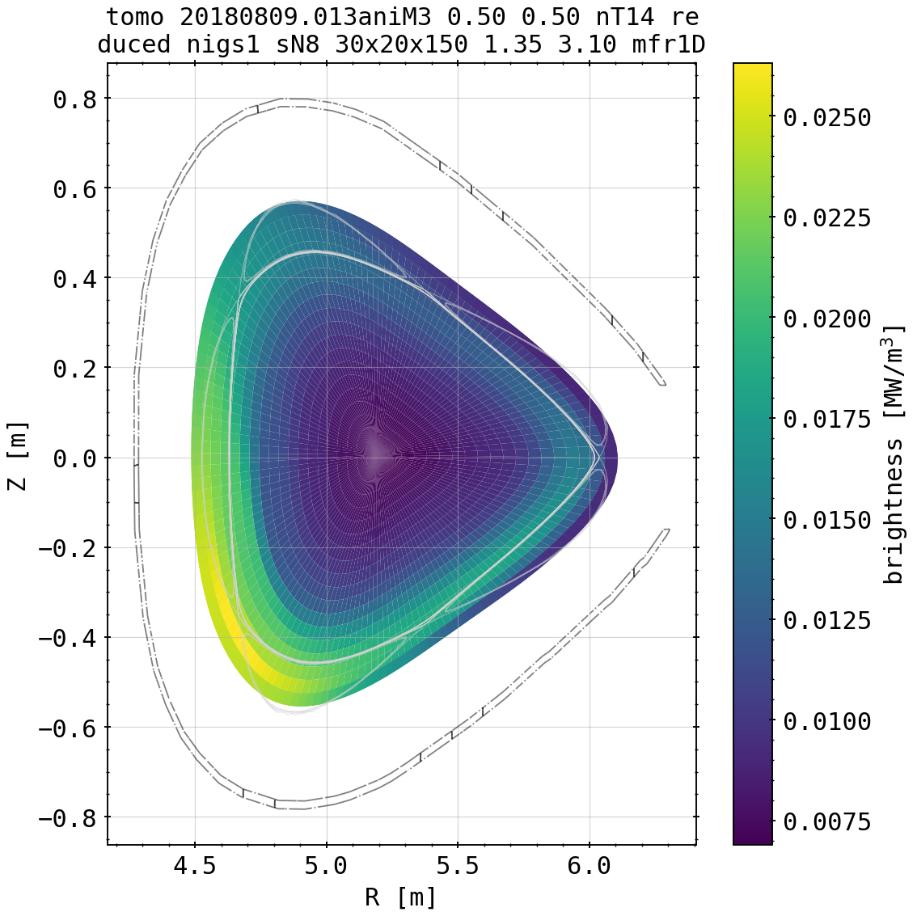 tomo 20180809.013aniM3 0.50 0.50 nT14 re
duced nigs1 sN8 30x20x150 1.35 3.10 mfr1D
0.8
0.6
0.4
0.2
0.0
−0.2
−0.4
−0.6
−0.8
Z [m]
4.5 5.0 5.5 6.0
R [m]
0.0250
0.0225
0.0200
0.0175
0.0150
0.0125
0.0100
0.0075
brightness [MW/m³]